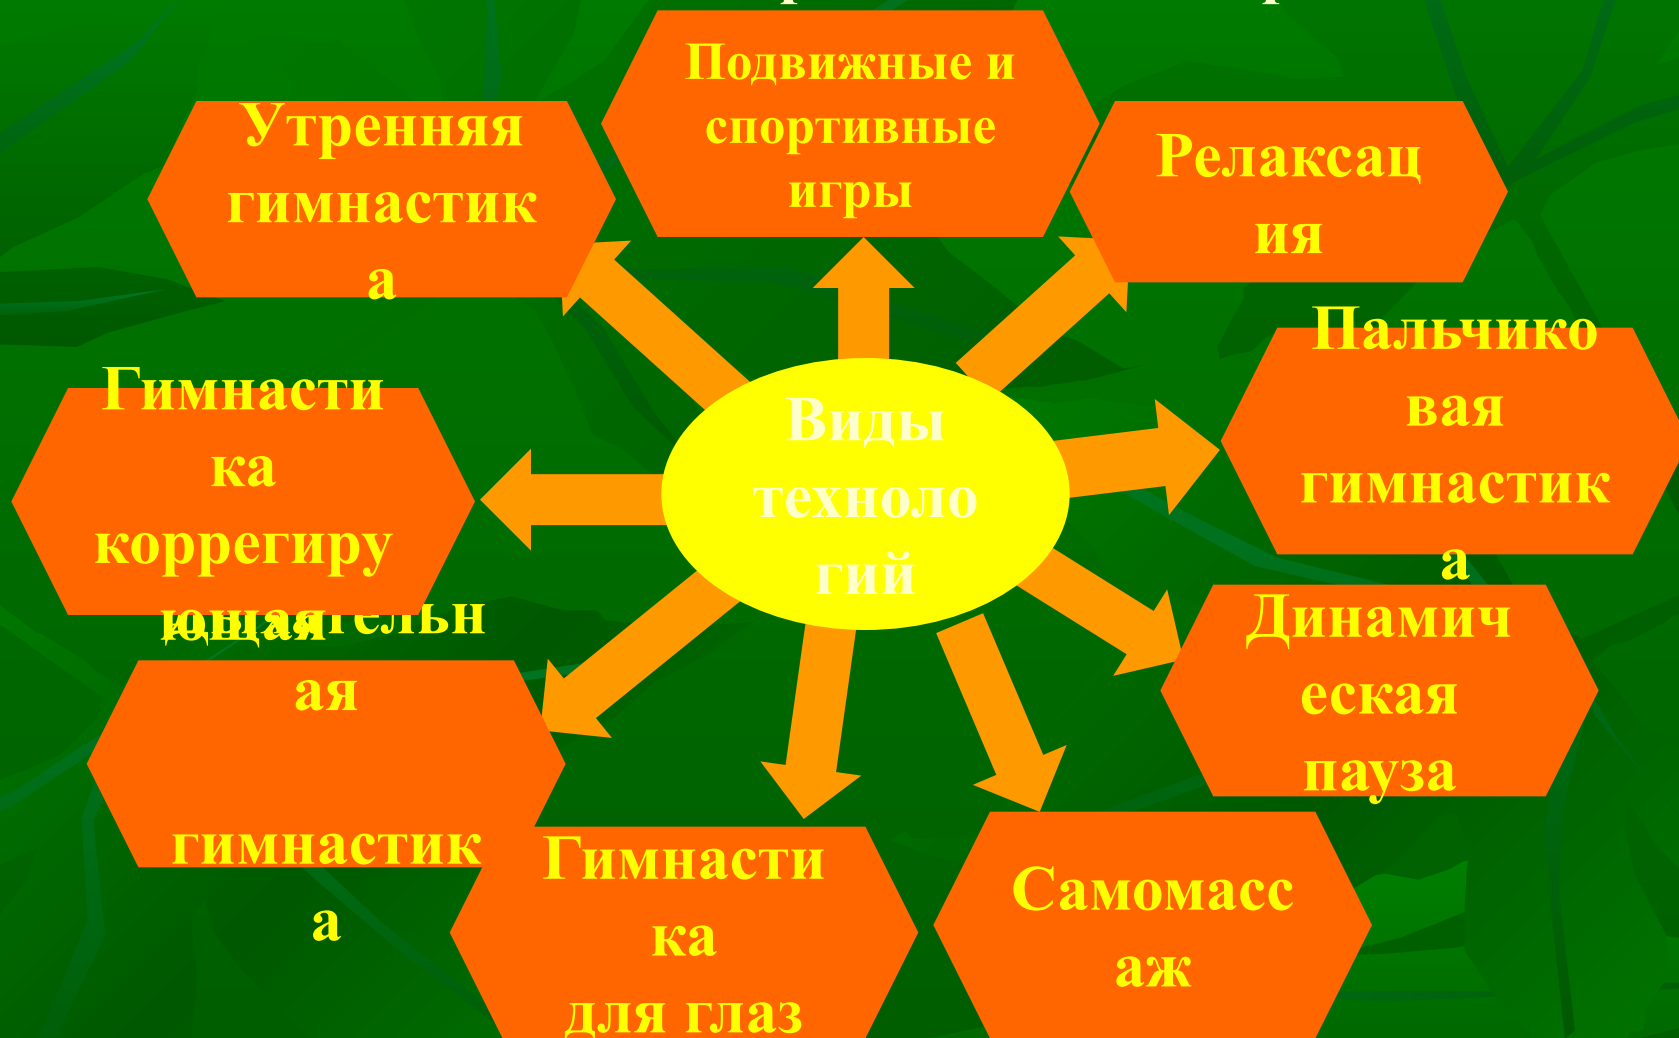 Подвижные и
спортивные
игры
Утренняя
гимнастик
а
Релаксац
ия
Пальчико
вая
гимнастик
а
Гимнасти
ка
коррегиру
ющая
Виды
техноло
гий
Динамич
еская
пауза
ая
гимнастик
а
Гимнасти
ка
для глаз
Самомасс
аж